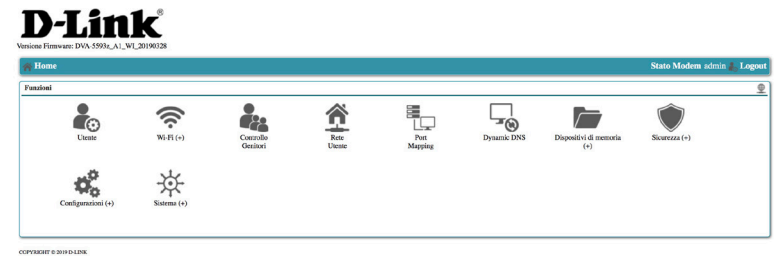 D-Link®
Versione Firmware: DVA-5593z_A1_WI_20190328
Home
Stato Modem admin Logout
Funzioni
Utente
Wi-Fi (+)
Controllo
Genitori
Rete
Utente
Port
Mapping
Dynamic DNS
Dispositivi di memoria
(+)
Sicurezza (+)
Configurazioni (+)
Sistema (+)
COPYRIGHT © 2019 D-LINK